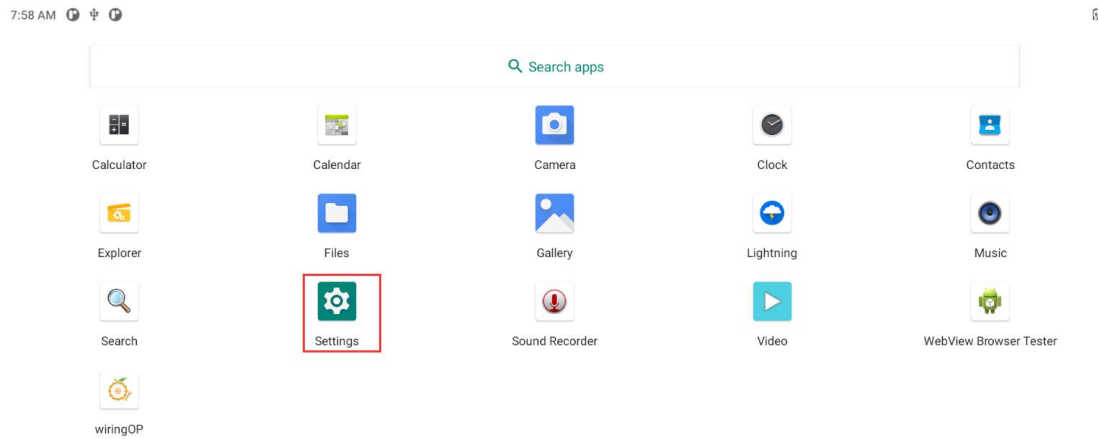 7:58 AM
Search apps
Calculator
Calendar
Camera
Clock
Contacts
Explorer
Files
Gallery
Lightning
Music
Search
Settings
Sound Recorder
Video
WebView Browser Tester
wiringOP